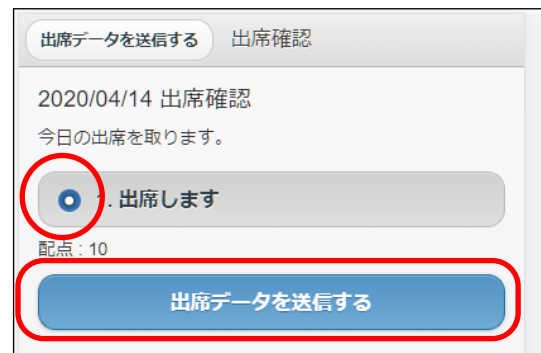 出席データを送信する 出席確認
2020/04/14 出席確認
今日の出席を取ります。
1. 出席します
配点 : 10
出席データを送信する